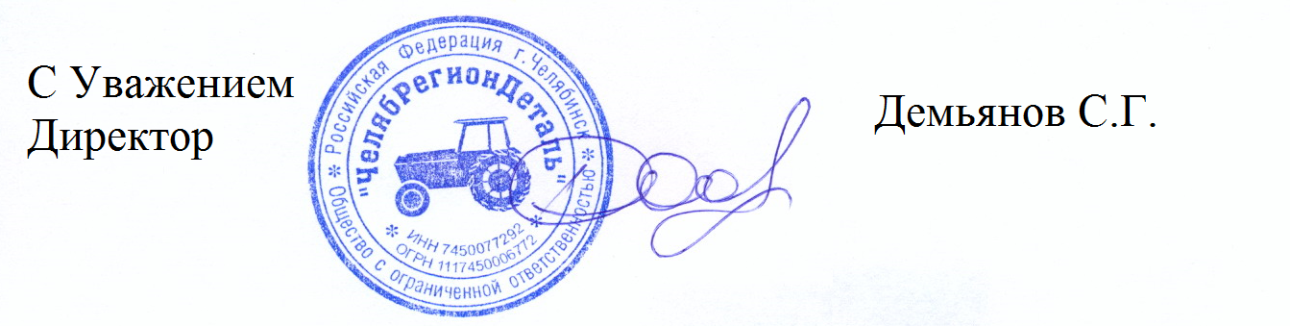 С Уважением
Директор
* Российская Федерация г. Челябинск *
Общество с ограниченной ответственностью
"ЧелябРегионДеталь"
* ИНН 7450077292 *
ОГРН 1117450006772
Демьянов С.Г.